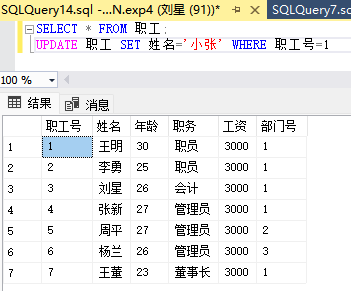 SQLQuery14.sql -...N.exp4 (刘星 (91))* SQLQuery7.sq
SELECT * FROM 职工;
UPDATE 职工 SET 姓名='小张' WHERE 职工号=1
100 %
结果 消息
职工号 姓名 年龄 职务 工资 部门号
1 1 王明 30 职员 3000 1
2 2 李勇 25 职员 3000 1
3 3 刘星 26 会计 3000 1
4 4 张新 27 管理员 3000 1
5 5 周平 27 管理员 3000 2
6 6 杨兰 26 管理员 3000 3
7 7 王董 23 董事长 3000 1